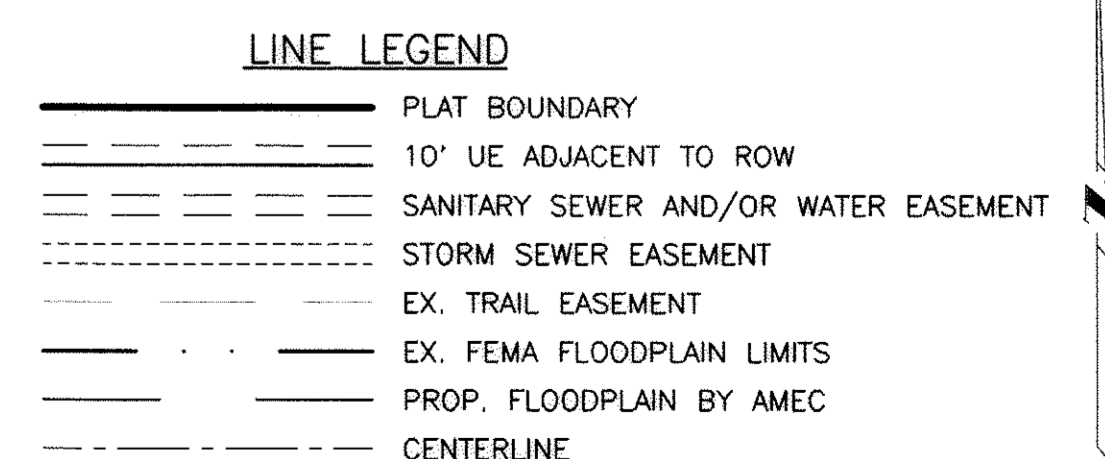 LINE LEGEND
PLAT BOUNDARY
10' UE ADJACENT TO ROW
SANITARY SEWER AND/OR WATER EASEMENT
STORM SEWER EASEMENT
EX. TRAIL EASEMENT
EX. FEMA FLOODPLAIN LIMITS
PROP. FLOODPLAIN BY AMEC
CENTERLINE